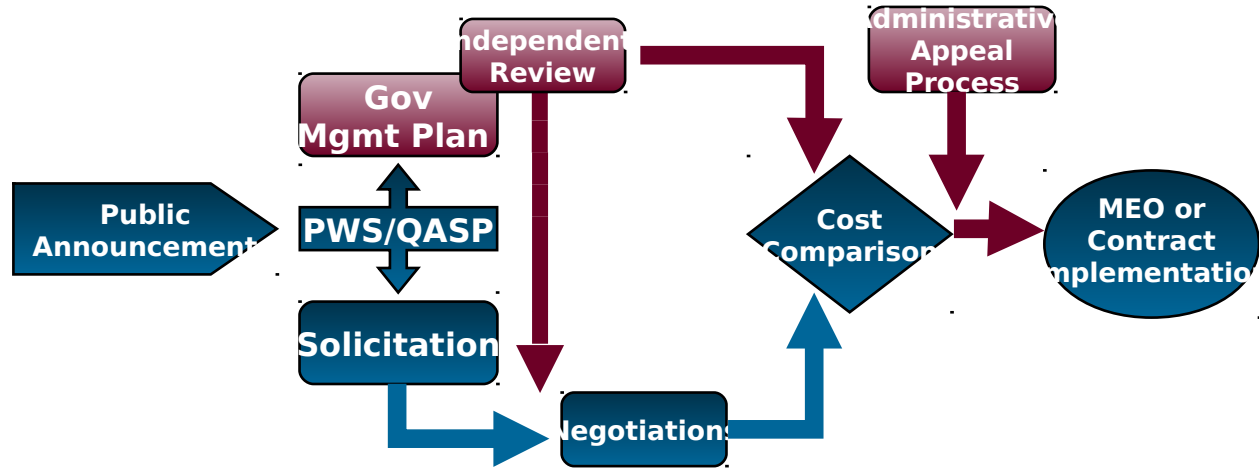 Public
Announcement
Gov
Mgmt Plan
PWS/QASP
Solicitation
Independent
Review
Negotiations
Cost
Comparison
Administrative
Appeal
Process
MEO or
Contract
Implementation